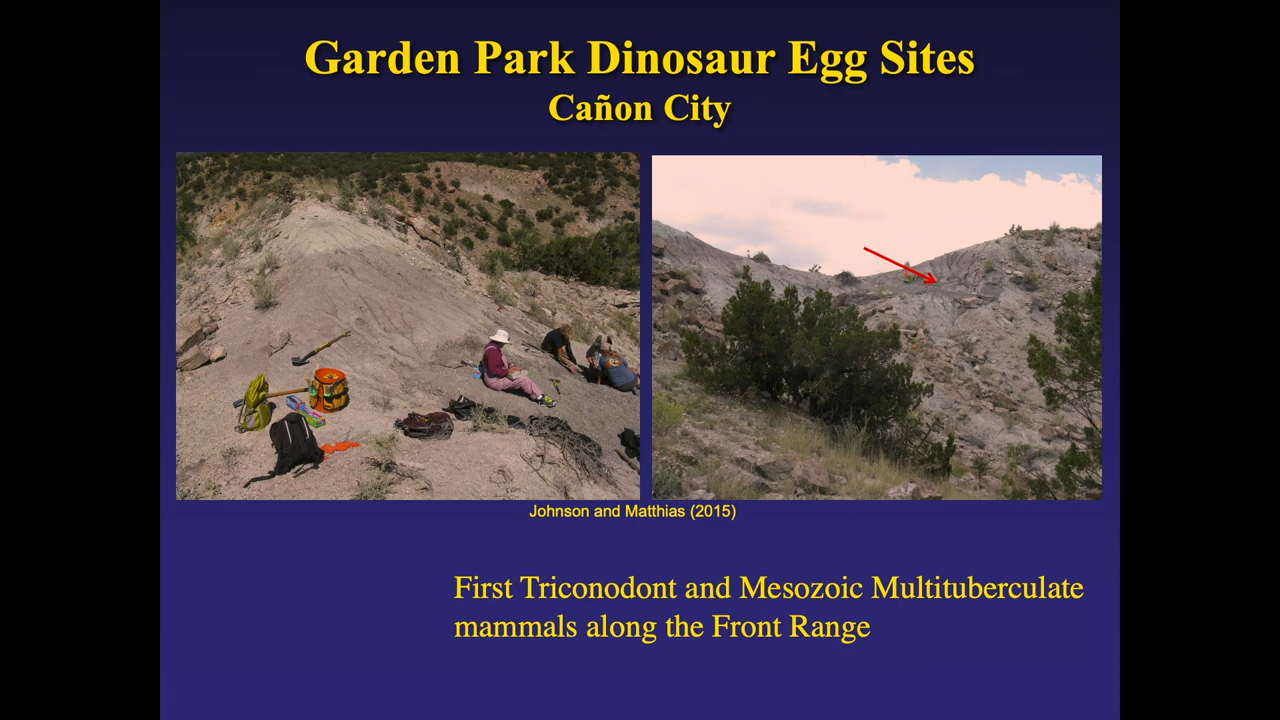 Garden Park Dinosaur Egg Sites
Cañon City
Johnson and Matthias (2015)
First Triconodont and Mesozoic Multituberculate
mammals along the Front Range